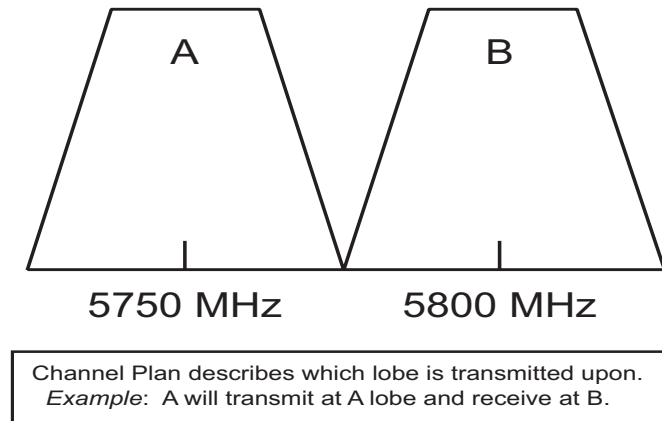 A B
5750 MHz 5800 MHz
Channel Plan describes which lobe is transmitted upon.
Example: A will transmit at A lobe and receive at B.